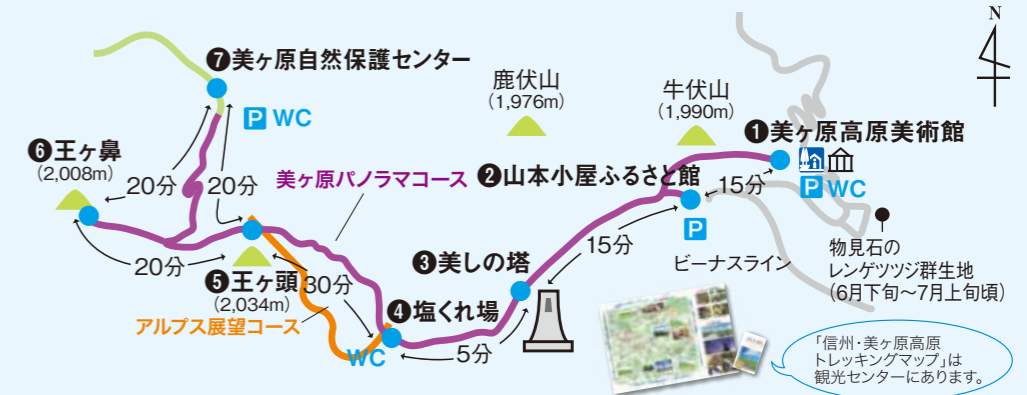 N
❼美ヶ原自然保護センター
P WC
鹿伏山
（1,976m）
牛伏山
（1,990m）
❶美ヶ原高原美術館
P WC
❻王ヶ鼻
（2,008m）
20分
20分
美ヶ原パノラマコース
❷山本小屋ふるさと館
P
15分
15分
ビーナスライン
物見石の
レンゲツツジ群生地
（6月下旬〜7月上旬頃）
20分
❺王ヶ頭
（2,034m）
30分
❸美しの塔
❹塩くれ場
アルプス展望コース
WC
5分
「信州・美ヶ原高原
トレッキングマップ」は
観光センターにあります。